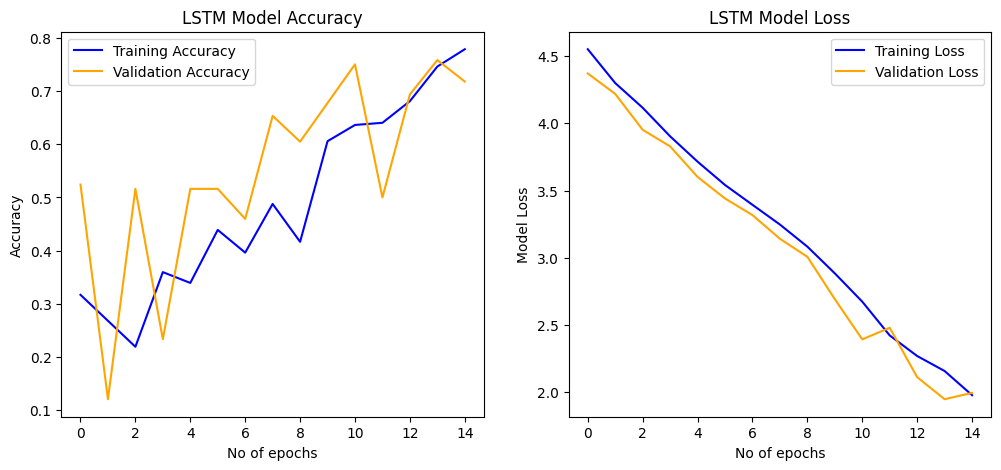 LSTM Model Accuracy
Training Accuracy
Validation Accuracy
Accuracy
0.8
0.7
0.6
0.5
0.4
0.3
0.2
0.1
0 2 4 6 8 10 12 14
No of epochs
LSTM Model Loss
Training Loss
Validation Loss
Model Loss
4.5
4.0
3.5
3.0
2.5
2.0
0 2 4 6 8 10 12 14
No of epochs